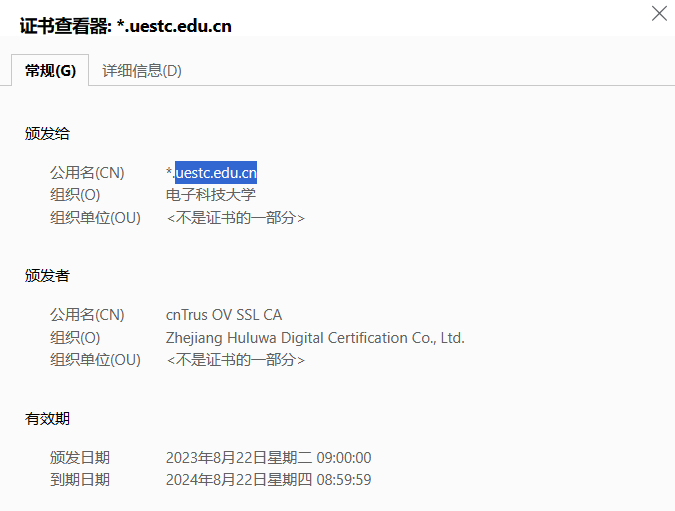 证书查看器: *.uestc.edu.cn
常规(G) 详细信息(D)
颁发给
公用名(CN) *.uestc.edu.cn
组织(O) 电子科技大学
组织单位(OU) <不是证书的一部分>
颁发者
公用名(CN) cnTrus OV SSL CA
组织(O) Zhejiang Huluwa Digital Certification Co., Ltd.
组织单位(OU) <不是证书的一部分>
有效期
颁发日期 2023年8月22日星期二 09:00:00
到期日期 2024年8月22日星期四 08:59:59